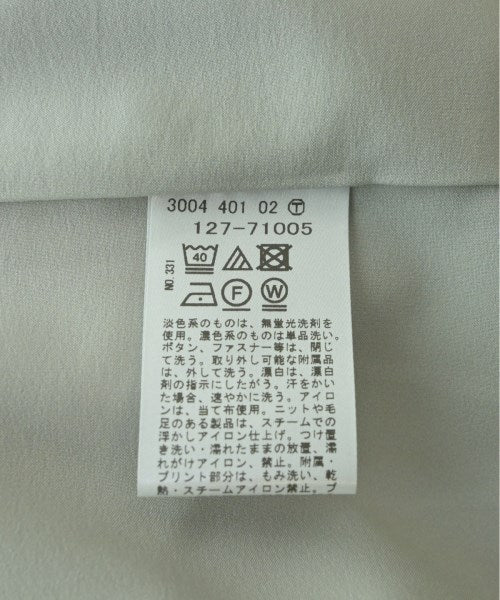 3004 401 02 Ⓣ
127-71005
NO.331
40
F W
淡色系のものは、無蛍光洗剤を
使用。濃色系のものは単品洗い。
ボタン、ファスナー等は、閉じ
て洗う。取り外し可能な附属品
は、外して洗う。漂白は、漂白
剤の指示にしたがう。汗をかい
た場合、速やかに洗う。アイロ
ンは、当て布使用。ニットや毛
足のある製品は、スチームでの
浮かしアイロン仕上げ。つけ置
き洗い・濡れたままの放置、濡
れがけアイロン、禁止。附属・
プリント部分は、もみ洗い、乾
熱・スチームアイロン禁止。プ